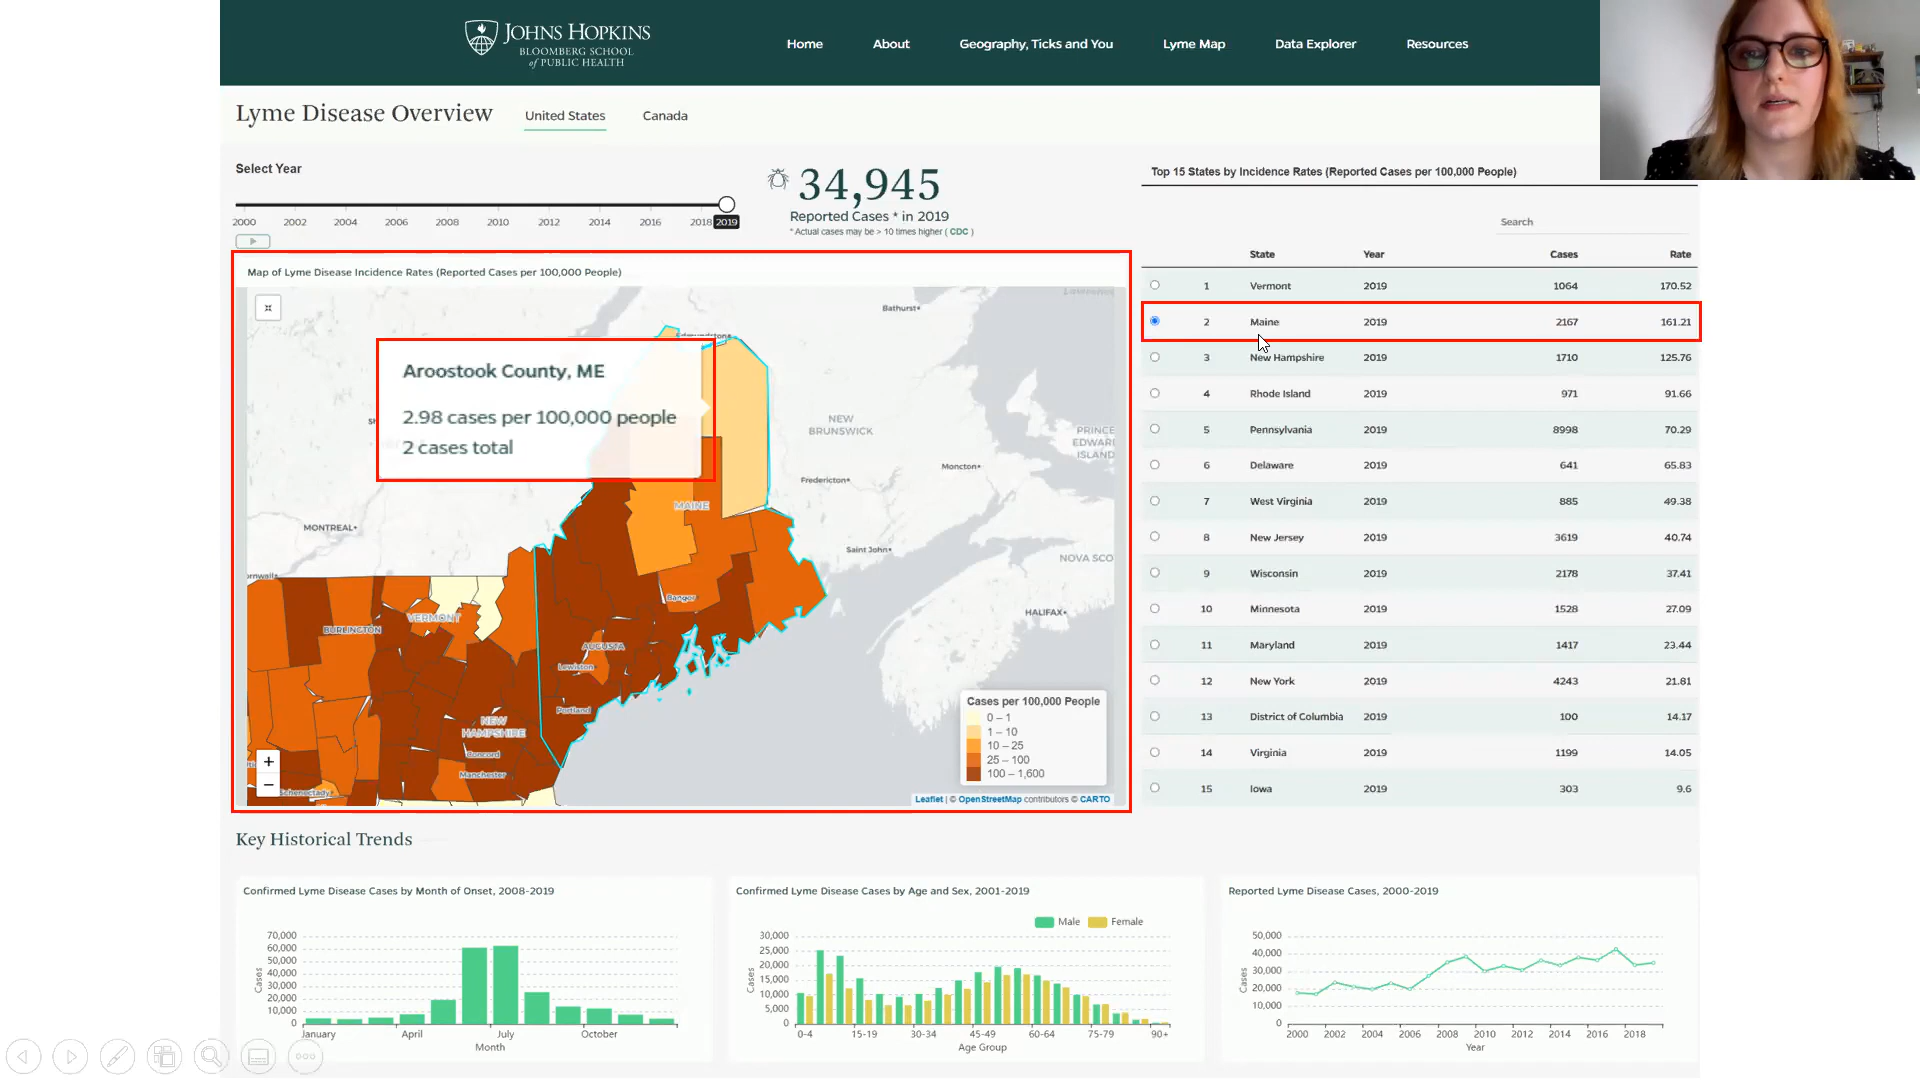 JOHNS HOPKINS
BLOOMBERG SCHOOL
of PUBLIC HEALTH
Home
About
Geography, Ticks and You
Lyme Map
Data Explorer
Resources
Lyme Disease Overview
United States
Canada
Select Year
2000
2002
2004
2006
2008
2010
2012
2014
2016
2018
2019
34,945
Reported Cases * in 2019
* Actual cases may be > 10 times higher ( CDC )
Map of Lyme Disease Incidence Rates (Reported Cases per 100,000 People)
Bathurst
Aroostook County, ME
2.98 cases per 100,000 people
2 cases total
NEW
BRUNSWICK
PRINCE
EDWARD
ISLAND
Moncton
Fredericton
MAINE
MONTREAL
Saint John
NOVA SCO
Bangor
HALIFAX
VERMONT
BURLINGTON
AUGUSTA
Lewiston
Portland
NEW
HAMPSHIRE
Concord
Manchester
Schenectady
+
−
Cases per 100,000 People
0 – 1
1 – 10
10 – 25
25 – 100
100 – 1,600
Leaflet | © OpenStreetMap contributors © CARTO
Top 15 States by Incidence Rates (Reported Cases per 100,000 People)
Search
State Year Cases Rate
1 Vermont 2019 1064 170.52
2 Maine 2019 2167 161.21
3 New Hampshire 2019 1710 125.76
4 Rhode Island 2019 971 91.66
5 Pennsylvania 2019 8998 70.29
6 Delaware 2019 641 65.83
7 West Virginia 2019 885 49.38
8 New Jersey 2019 3619 40.74
9 Wisconsin 2019 2178 37.41
10 Minnesota 2019 1528 27.09
11 Maryland 2019 1417 23.44
12 New York 2019 4243 21.81
13 District of Columbia 2019 100 14.17
14 Virginia 2019 1199 14.05
15 Iowa 2019 303 9.6
Key Historical Trends
Confirmed Lyme Disease Cases by Month of Onset, 2008-2019
70,000
60,000
50,000
40,000
30,000
20,000
10,000
0
Cases
January
April
July
October
Month
Confirmed Lyme Disease Cases by Age and Sex, 2001-2019
Male
Female
30,000
25,000
20,000
15,000
10,000
5,000
0
Cases
0-4
15-19
30-34
45-49
60-64
75-79
90+
Age Group
Reported Lyme Disease Cases, 2000-2019
50,000
40,000
30,000
20,000
10,000
0
Cases
2000
2002
2004
2006
2008
2010
2012
2014
2016
2018
Year